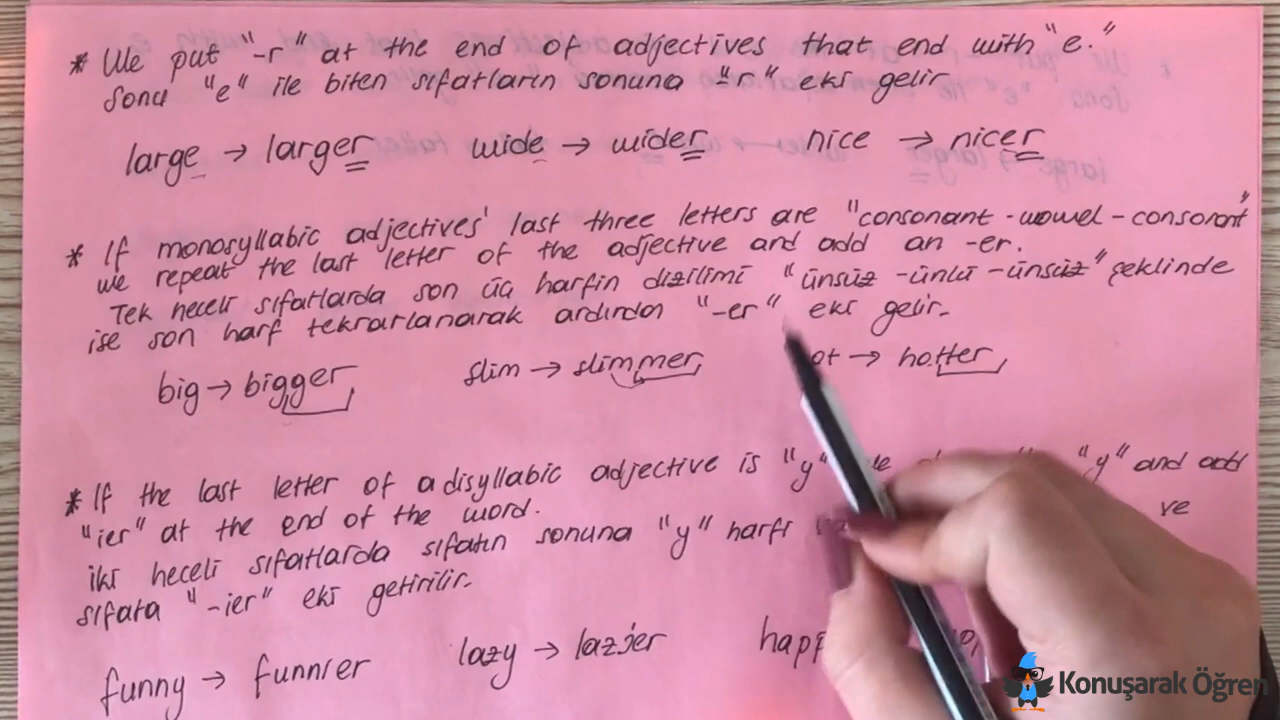 * We put "-r" at the end of adjectives that end with "e."
Sonu "e" ile biten sıfatların sonuna "r" eki gelir.
large → larger wide → wider nice → nicer
* If monosyllabic adjectives' last three letters are "consonant -wowel-consonant"
we repeat the last letter of the adjective and add an -er.
Tek heceli sıfatlarda son üç harfin dizilimi "ünsüz -ünlü -ünsüz" şeklinde
ise son harf tekrarlanarak ardından "-er" eki gelir.
big → bigger slim → slimmer ot → hotter
* If the last letter of a disyllabic adjective is "y" "y" and add
"ier" at the end of the word.
iki heceli sıfatlarda sıfatın sonuna "y" harfi ve
sıfata "-ier" eki getirilir.
funny → funnier lazy → lazier happ
Konuşarak Öğren